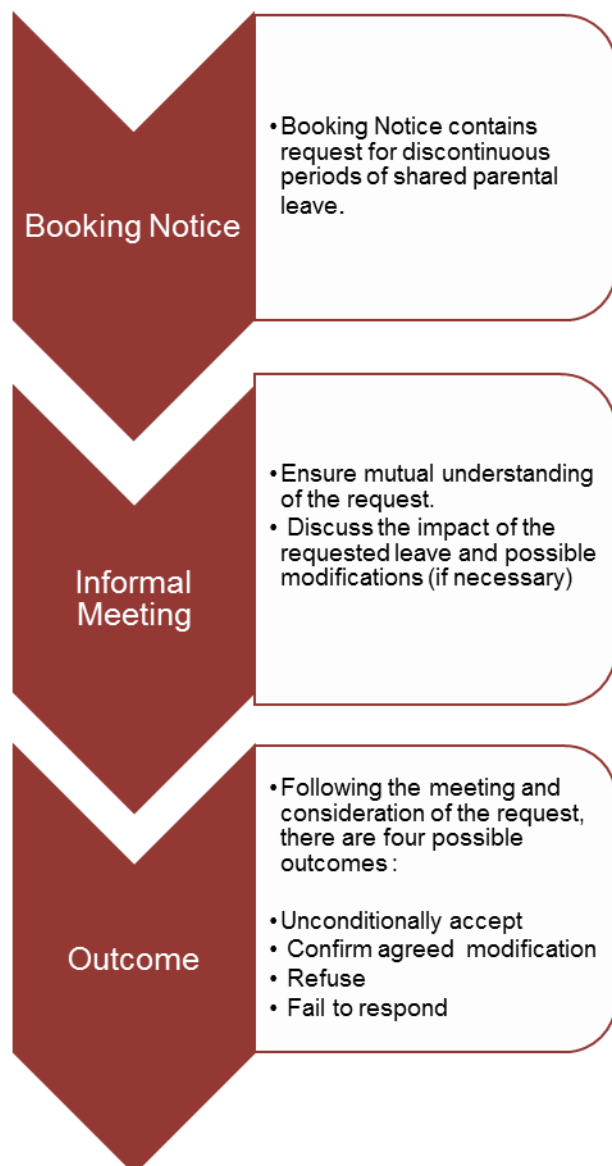 Booking Notice
•Booking Notice contains
request for discontinuous
periods of shared parental
leave.
Informal
Meeting
•Ensure mutual understanding
of the request.
• Discuss the impact of the
requested leave and possible
modifications (if necessary)
Outcome
•Following the meeting and
consideration of the request,
there are four possible
outcomes :
•Unconditionally accept
• Confirm agreed modification
• Refuse
• Fail to respond